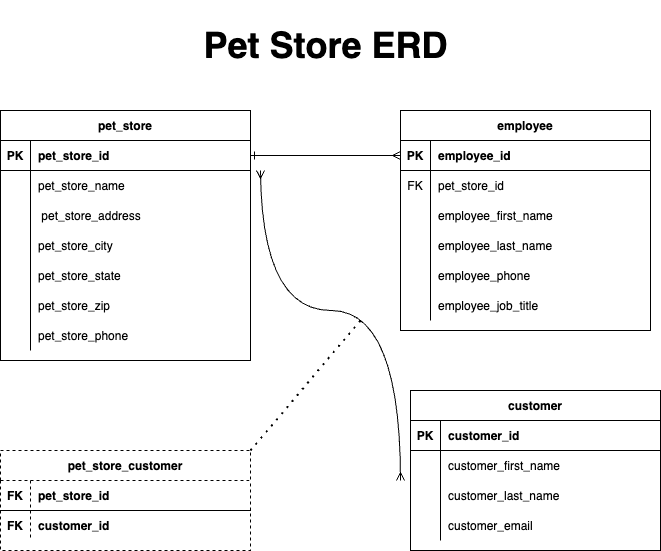 Pet Store ERD
pet_store
PK pet_store_id
pet_store_name
pet_store_address
pet_store_city
pet_store_state
pet_store_zip
pet_store_phone
employee
PK employee_id
FK pet_store_id
employee_first_name
employee_last_name
employee_phone
employee_job_title
customer
PK customer_id
customer_first_name
customer_last_name
customer_email
pet_store_customer
FK pet_store_id
FK customer_id